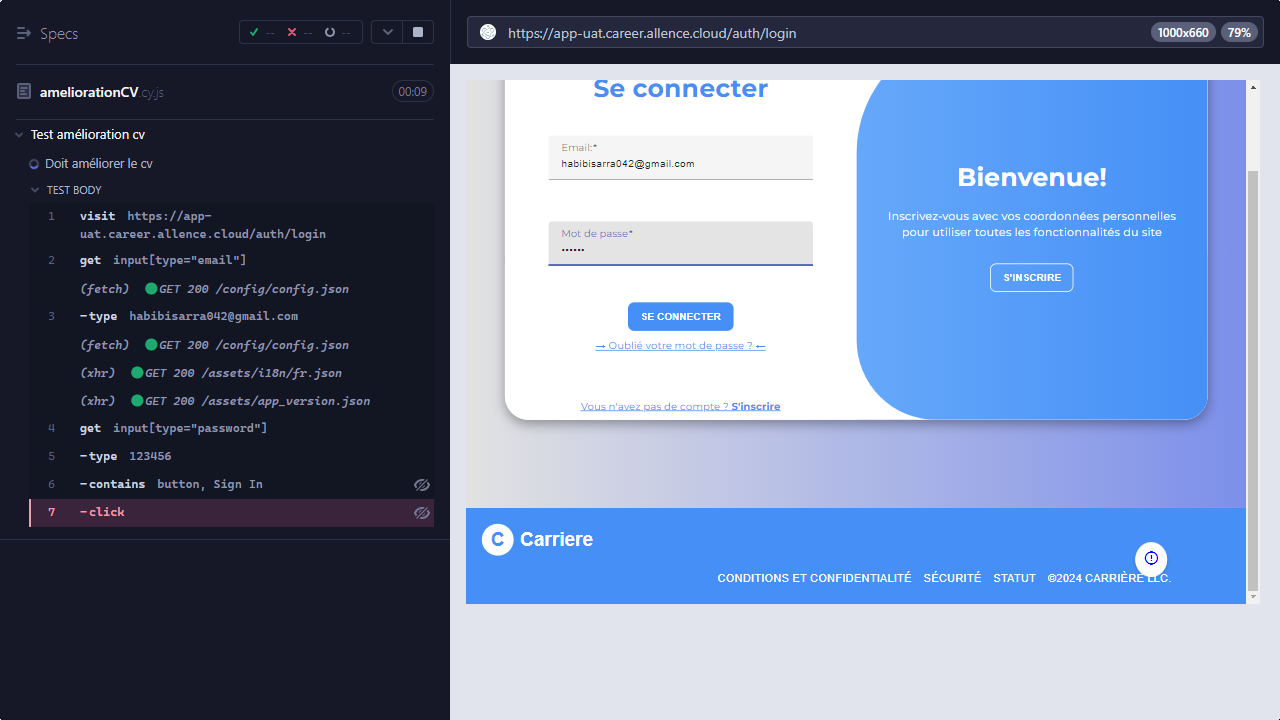 Specs
-- -- --
ameliorationCV.cy.js 00:09
Test amélioration cv
Doit améliorer le cv
TEST BODY
1 visit https://app-
uat.career.allence.cloud/auth/login
2 get input[type="email"]
(fetch) GET 200 /config/config.json
3 -type habibisarra042@gmail.com
(fetch) GET 200 /config/config.json
(xhr) GET 200 /assets/i18n/fr.json
(xhr) GET 200 /assets/app_version.json
4 get input[type="password"]
5 -type 123456
6 -contains button, Sign In
7 -click
https://app-uat.career.allence.cloud/auth/login 1000x660 79%
Se connecter
Email:*
habibisarra042@gmail.com
Mot de passe*
••••••
SE CONNECTER
→ Oublié votre mot de passe ? ←
Vous n'avez pas de compte ? S'inscrire
Bienvenue!
Inscrivez-vous avec vos coordonnées personnelles
pour utiliser toutes les fonctionnalités du site
S'INSCRIRE
C Carriere
CONDITIONS ET CONFIDENTIALITÉ SÉCURITÉ STATUT ©2024 CARRIÈRE LLC.